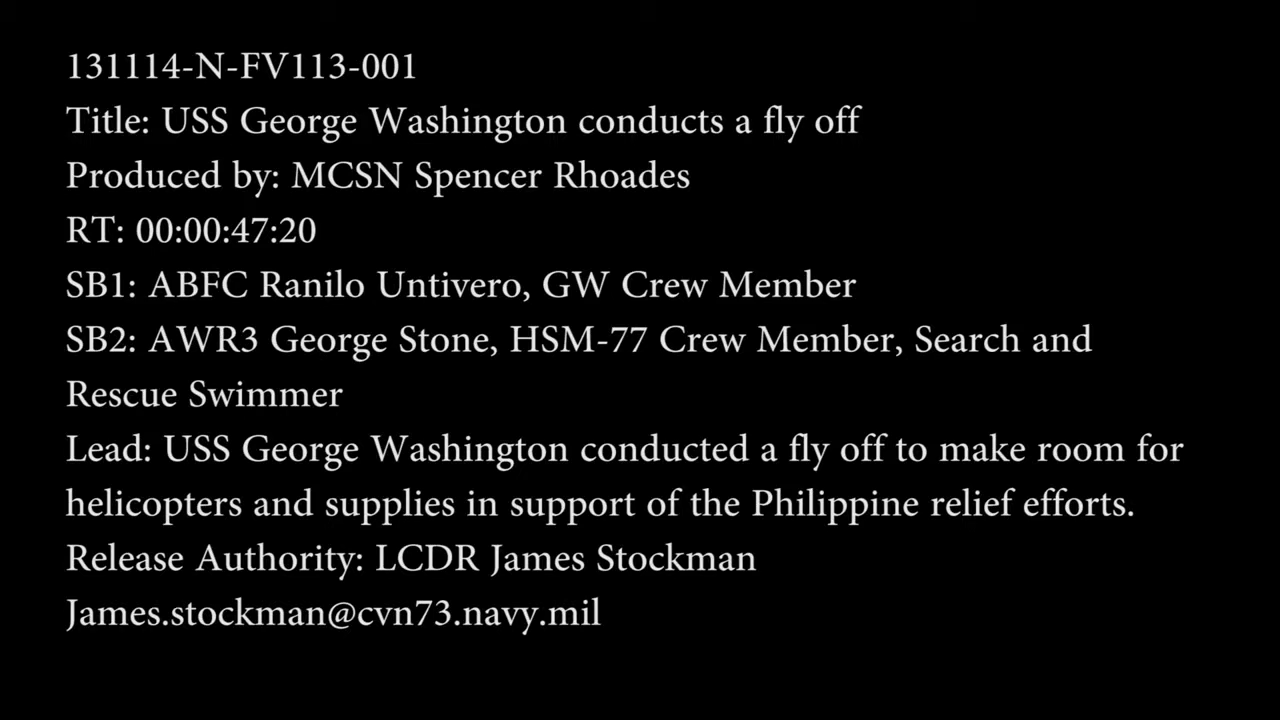 131114-N-FV113-001
Title: USS George Washington conducts a fly off
Produced by: MCSN Spencer Rhoades
RT: 00:00:47:20
SB1: ABFC Ranilo Untivero, GW Crew Member
SB2: AWR3 George Stone, HSM-77 Crew Member, Search and
Rescue Swimmer
Lead: USS George Washington conducted a fly off to make room for
helicopters and supplies in support of the Philippine relief efforts.
Release Authority: LCDR James Stockman
James.stockman@cvn73.navy.mil